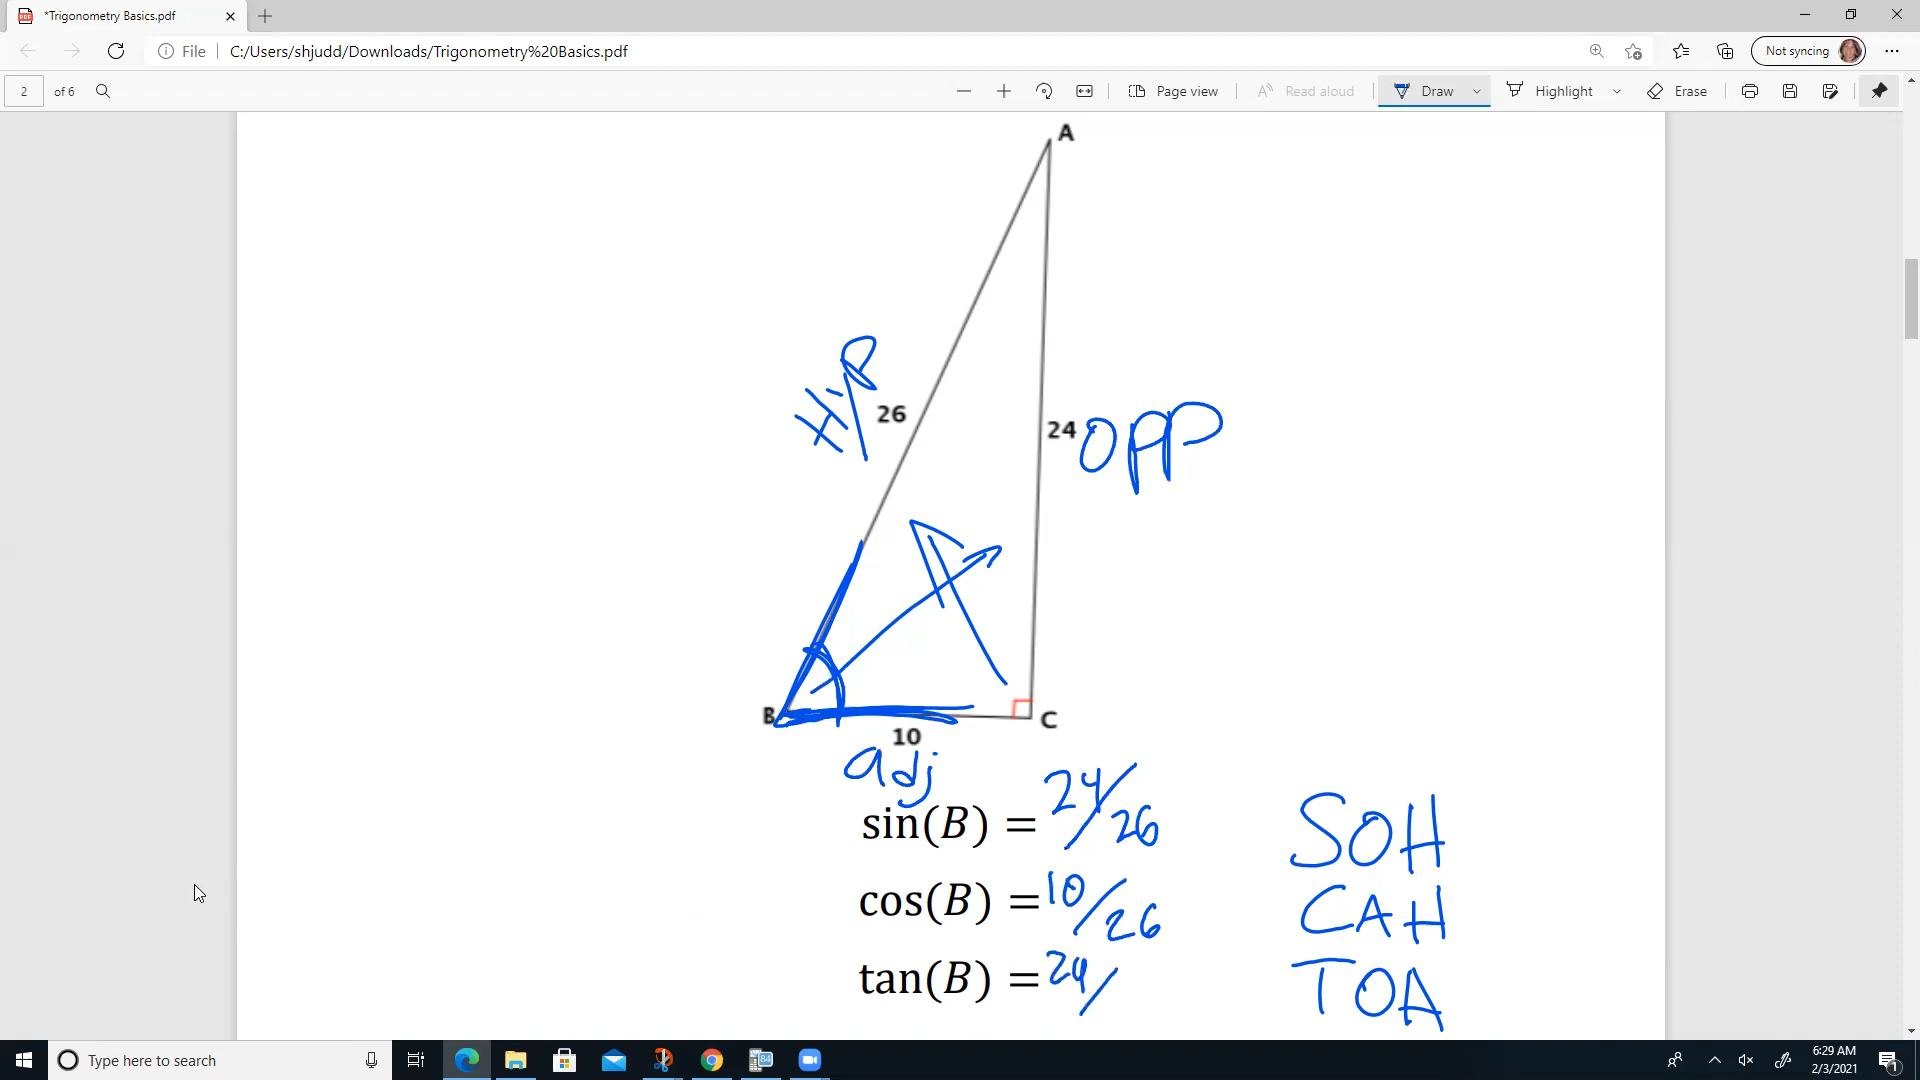 *Trigonometry Basics.pdf
File C:/Users/shjudd/Downloads/Trigonometry%20Basics.pdf
Not syncing
2 of 6 Page view Read aloud Draw Highlight Erase
A
HYP
26
24 OPP
B
C
10
adj
sin(B) = 24/26 SOH
cos(B) = 10/26 CAH
tan(B) = 24/ TOA
Type here to search
84
6:29 AM
2/3/2021
1